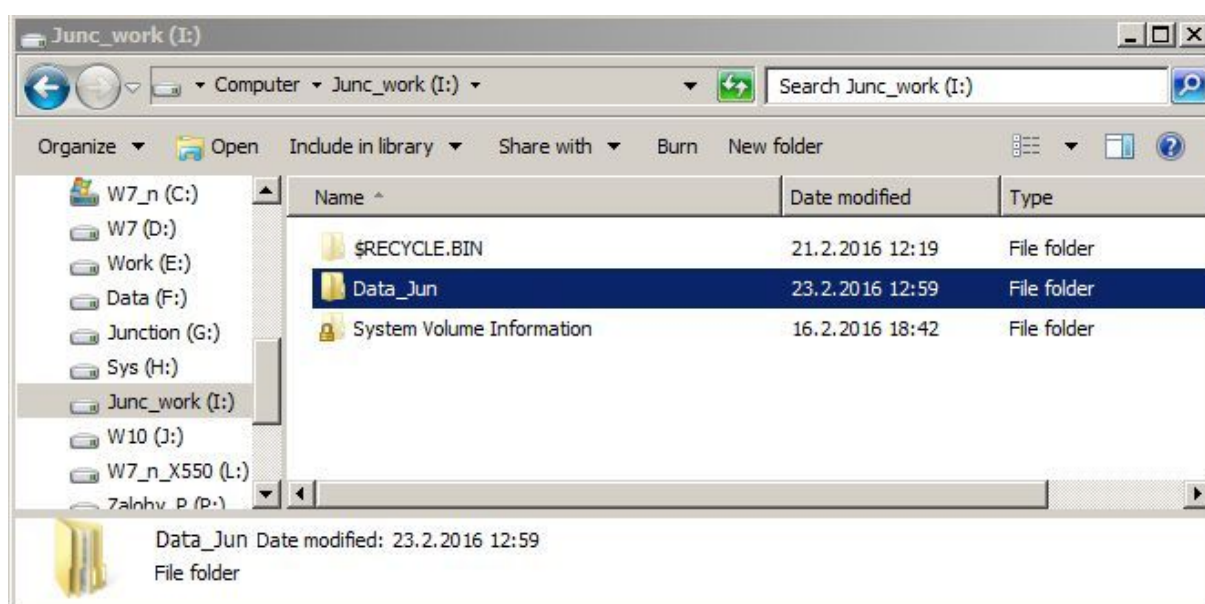 Junc_work (I:)
Computer Junc_work (I:)
Search Junc_work (I:)
Organize Open Include in library Share with Burn New folder
W7_n (C:)
W7 (D:)
Work (E:)
Data (F:)
Junction (G:)
Sys (H:)
Junc_work (I:)
W10 (J:)
W7_n_X550 (L:)
Zalohy_P (P:)
Name Date modified Type
$RECYCLE.BIN 21.2.2016 12:19 File folder
Data_Jun 23.2.2016 12:59 File folder
System Volume Information 16.2.2016 18:42 File folder
Data_Jun Date modified: 23.2.2016 12:59
File folder